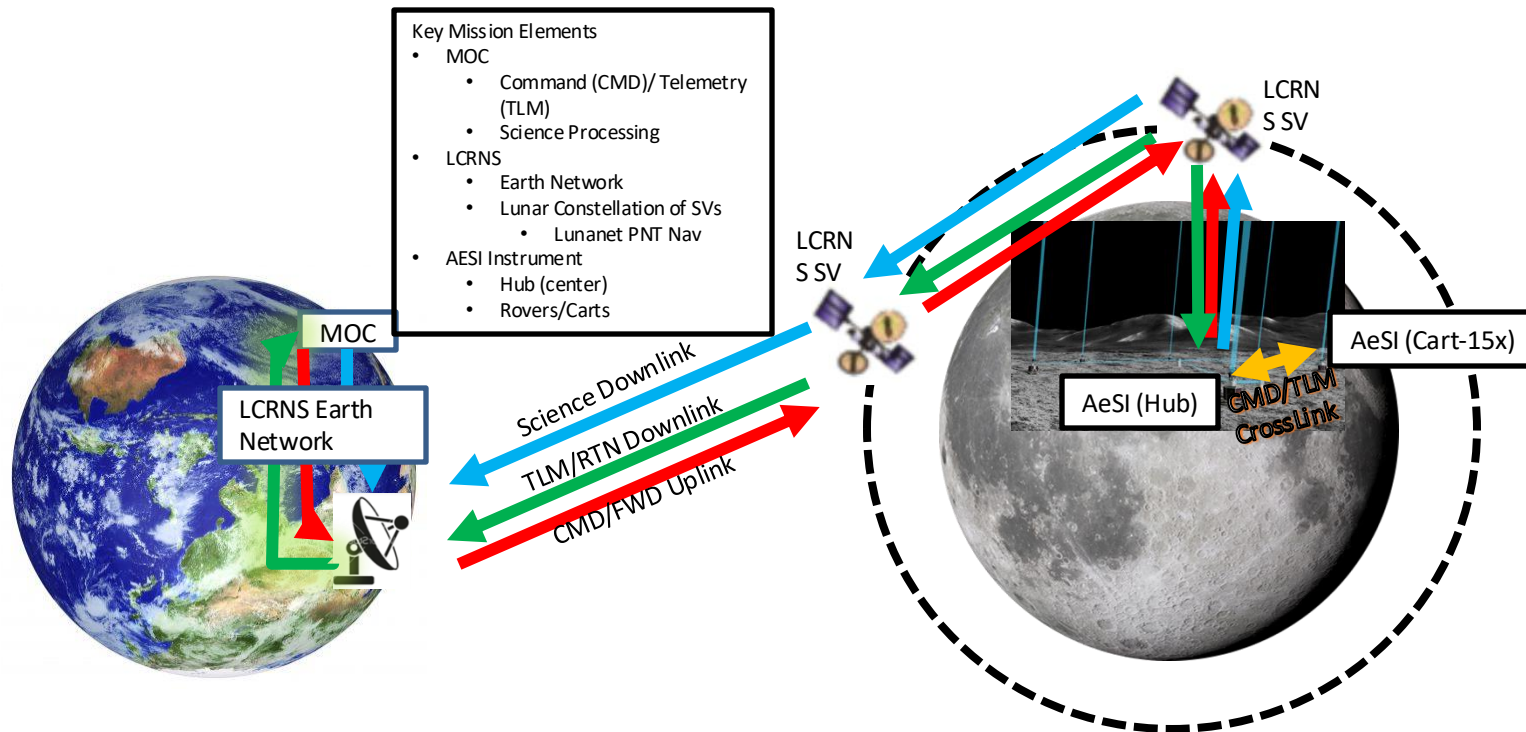 Key Mission Elements
• MOC
• Command (CMD)/ Telemetry
(TLM)
• Science Processing
• LCRNS
• Earth Network
• Lunar Constellation of SVs
• Lunanet PNT Nav
• AESI Instrument
• Hub (center)
• Rovers/Carts
LCRN
S SV
LCRN
S SV
MOC
LCRNS Earth
Network
Science Downlink
TLM/RTN Downlink
CMD/FWD Uplink
AeSI (Cart-15x)
AeSI (Hub)
CMD/TLM
CrossLink